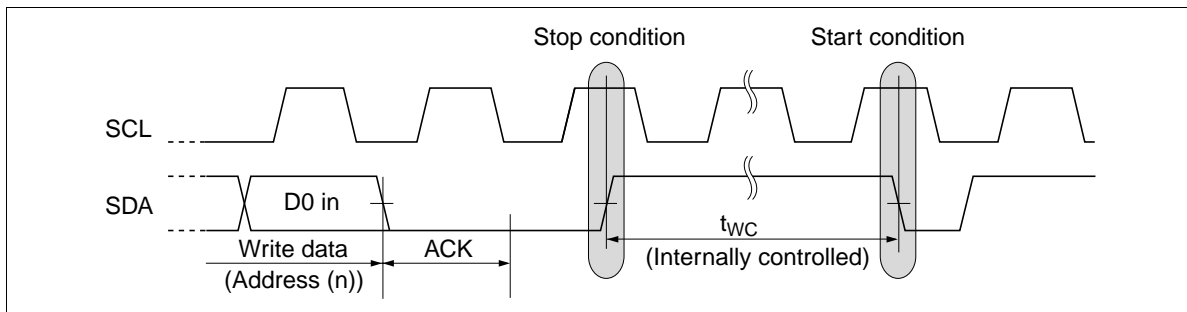 Stop condition
Start condition
SCL
SDA
D0 in
Write data
(Address (n))
ACK
tWC
(Internally controlled)